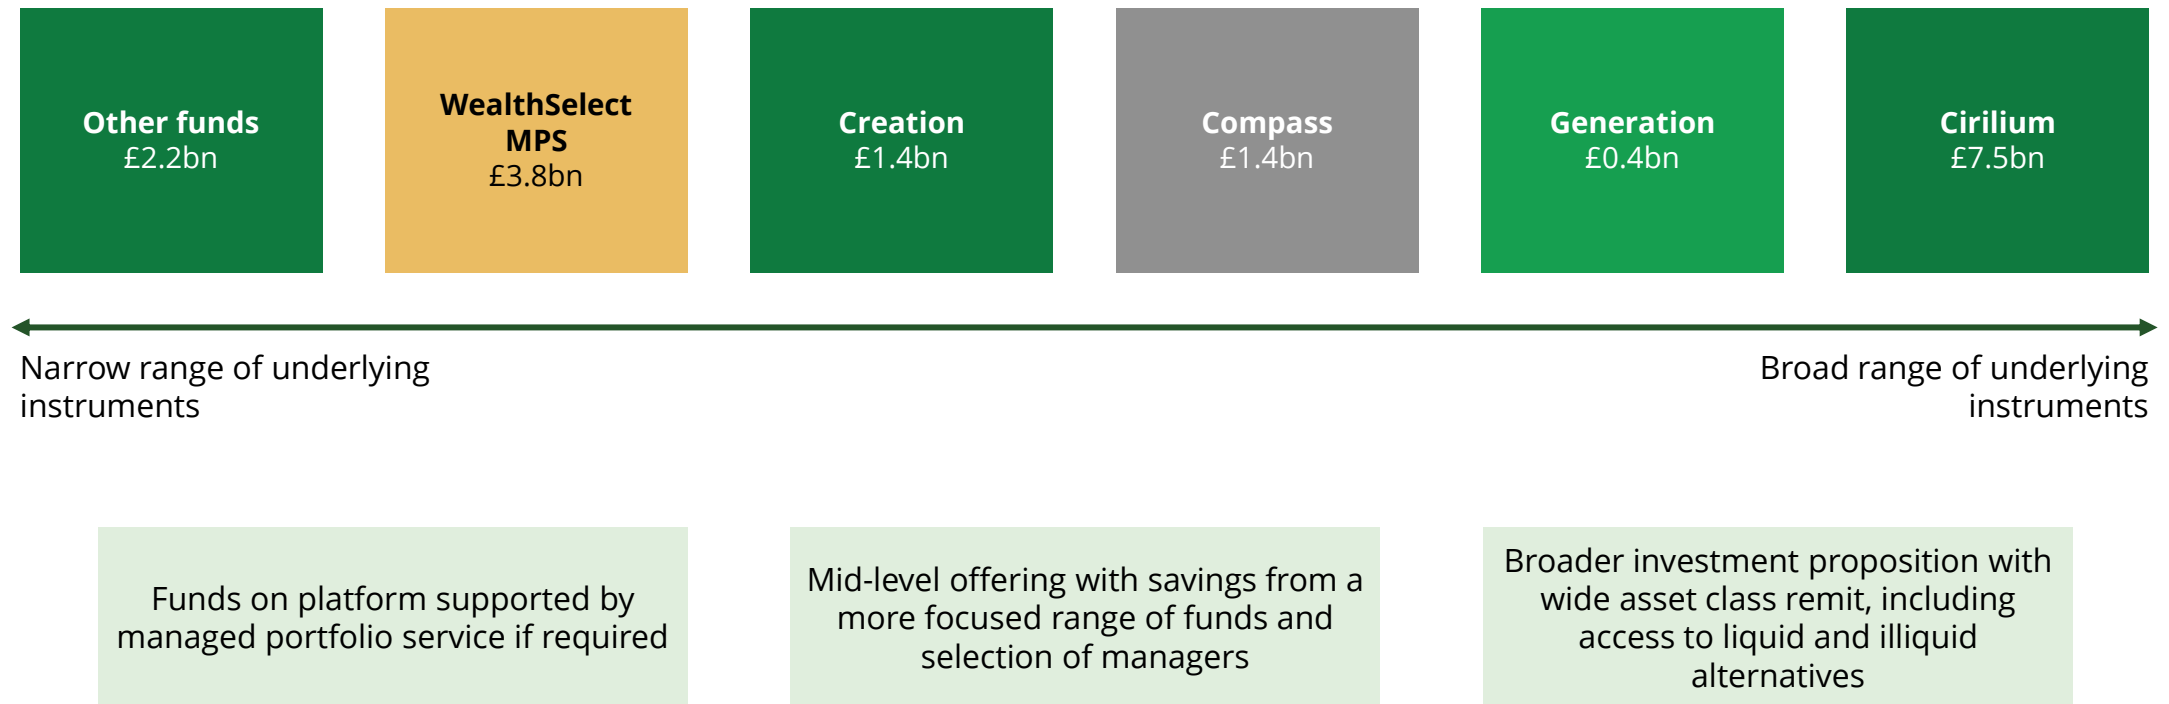 Other funds
£2.2bn
WealthSelect
MPS
£3.8bn
Creation
£1.4bn
Compass
£1.4bn
Generation
£0.4bn
Cirilium
£7.5bn
Narrow range of underlying
instruments
Broad range of underlying
instruments
Funds on platform supported by
managed portfolio service if required
Mid-level offering with savings from a
more focused range of funds and
selection of managers
Broader investment proposition with
wide asset class remit, including
access to liquid and illiquid
alternatives